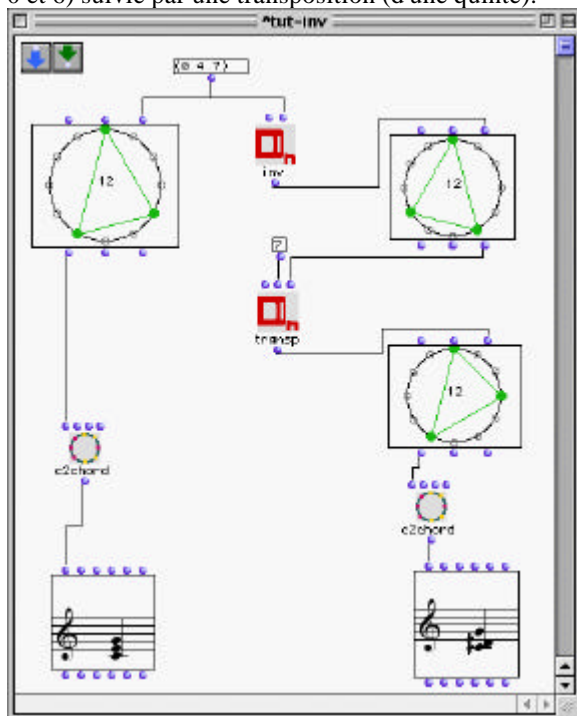 0 et 8) suivie par une transposition (d'une quinte).
*tut-inv
(0 4 7)
12
inv
12
7
transp
12
c2chord
c2chord